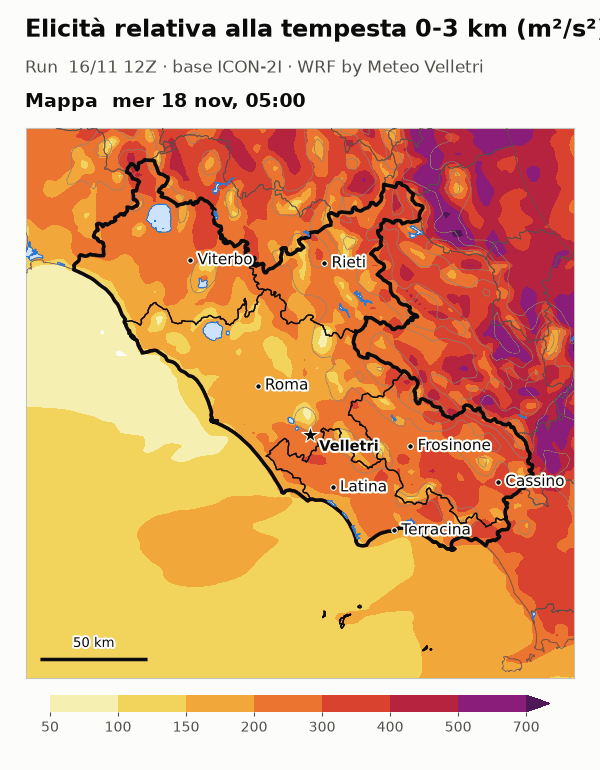 Elicità relativa alla tempesta 0-3 km (m²/s²)
Run  16/11 12Z · base ICON-2I · WRF by Meteo Velletri
Mappa  mer 18 nov, 05:00
Viterbo
Rieti
Roma
Velletri
Frosinone
Cassino
Latina
Terracina
50 km
50 100 150 200 300 400 500 700